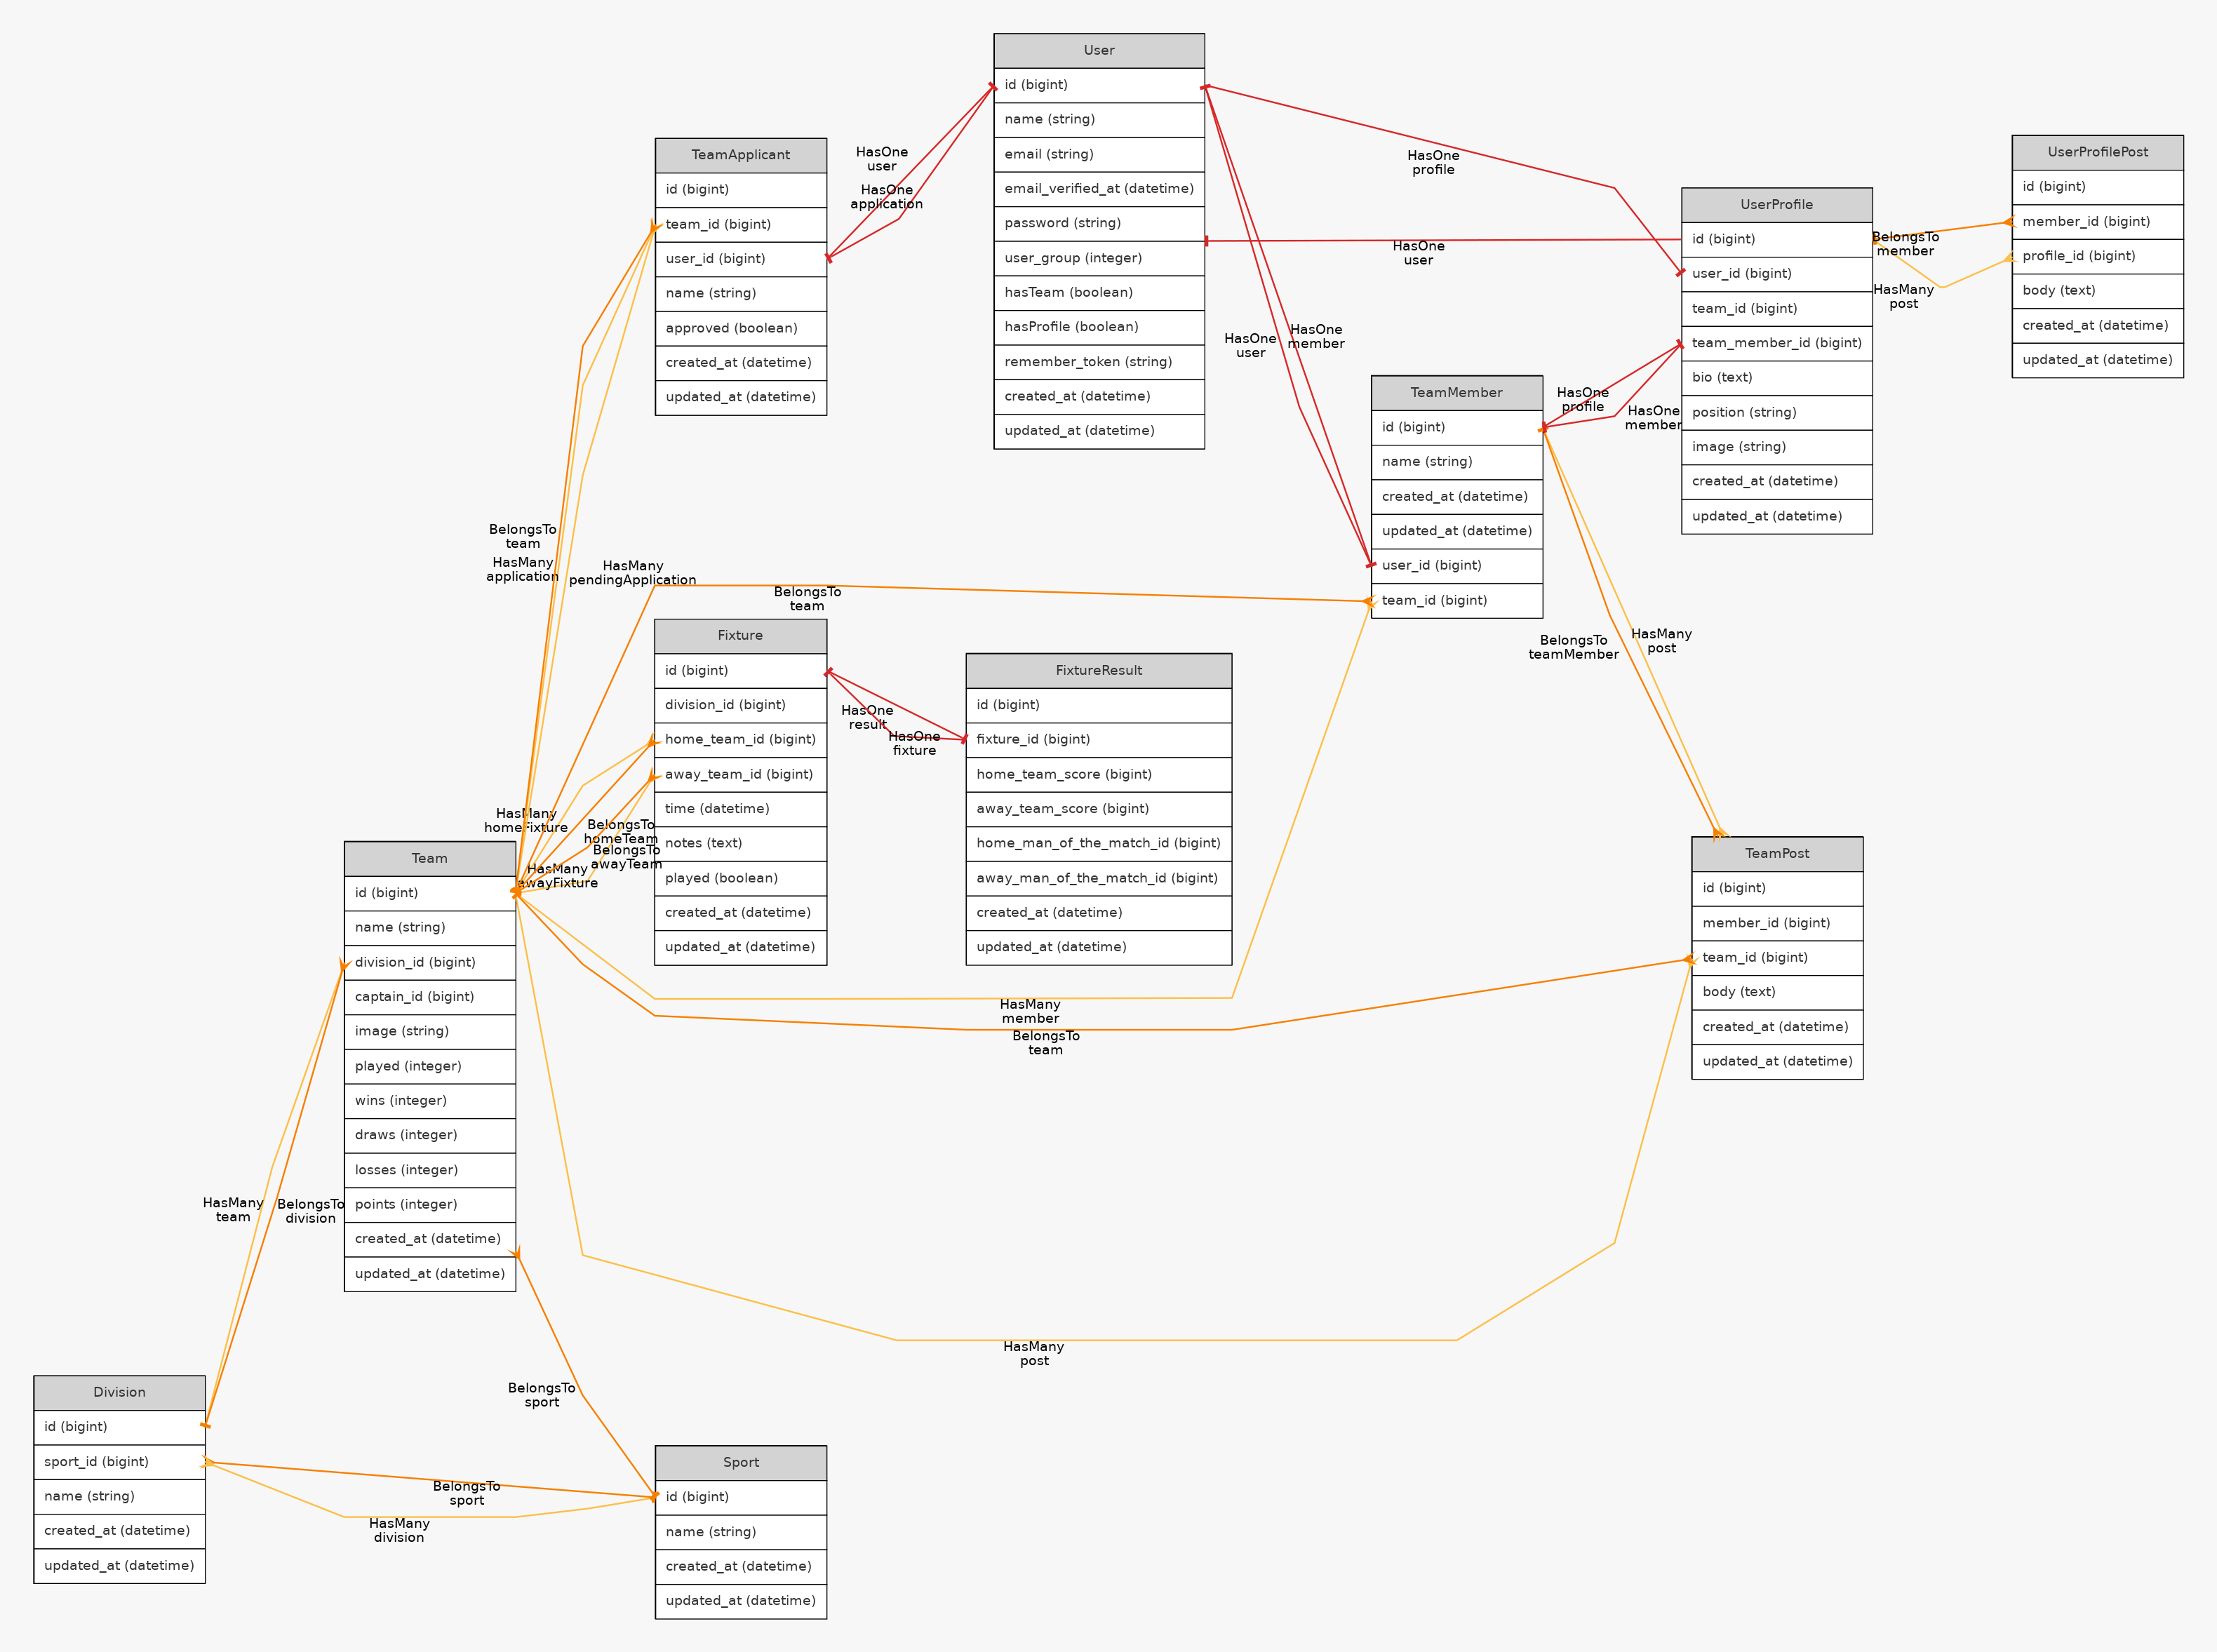 User
id (bigint)
name (string)
email (string)
email_verified_at (datetime)
password (string)
user_group (integer)
hasTeam (boolean)
hasProfile (boolean)
remember_token (string)
created_at (datetime)
updated_at (datetime)
TeamApplicant
id (bigint)
team_id (bigint)
user_id (bigint)
name (string)
approved (boolean)
created_at (datetime)
updated_at (datetime)
HasOne
user
HasOne
application
HasOne
profile
HasOne
user
HasOne
user
HasOne
member
UserProfile
id (bigint)
user_id (bigint)
team_id (bigint)
team_member_id (bigint)
bio (text)
position (string)
image (string)
created_at (datetime)
updated_at (datetime)
BelongsTo
member
HasMany
post
UserProfilePost
id (bigint)
member_id (bigint)
profile_id (bigint)
body (text)
created_at (datetime)
updated_at (datetime)
TeamMember
id (bigint)
name (string)
created_at (datetime)
updated_at (datetime)
user_id (bigint)
team_id (bigint)
HasOne
profile
HasOne
member
BelongsTo
team
HasMany
application
HasMany
pendingApplication
BelongsTo
team
Fixture
id (bigint)
division_id (bigint)
home_team_id (bigint)
away_team_id (bigint)
time (datetime)
notes (text)
played (boolean)
created_at (datetime)
updated_at (datetime)
HasOne
result
HasOne
fixture
FixtureResult
id (bigint)
fixture_id (bigint)
home_team_score (bigint)
away_team_score (bigint)
home_man_of_the_match_id (bigint)
away_man_of_the_match_id (bigint)
created_at (datetime)
updated_at (datetime)
BelongsTo
teamMember
HasMany
post
HasMany
homeFixture
BelongsTo
homeTeam
BelongsTo
awayTeam
HasMany
awayFixture
Team
id (bigint)
name (string)
division_id (bigint)
captain_id (bigint)
image (string)
played (integer)
wins (integer)
draws (integer)
losses (integer)
points (integer)
created_at (datetime)
updated_at (datetime)
TeamPost
id (bigint)
member_id (bigint)
team_id (bigint)
body (text)
created_at (datetime)
updated_at (datetime)
HasMany
member
BelongsTo
team
HasMany
team
BelongsTo
division
HasMany
post
Division
id (bigint)
sport_id (bigint)
name (string)
created_at (datetime)
updated_at (datetime)
BelongsTo
sport
BelongsTo
sport
HasMany
division
Sport
id (bigint)
name (string)
created_at (datetime)
updated_at (datetime)